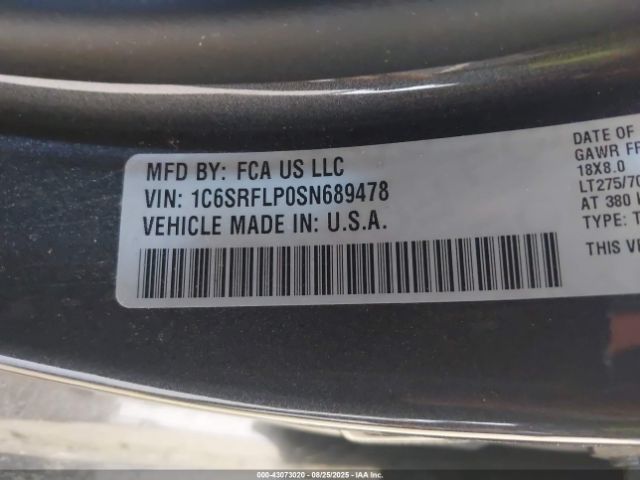 MFD BY: FCA US LLC
VIN: 1C6SRFLP0SN689478
VEHICLE MADE IN: U.S.A.
DATE OF
GAWR FR
18X8.0
LT275/70
AT 380
TYPE: T
THIS VE
000-43073020 - 08/25/2025 - Copyright © IAA, Inc.